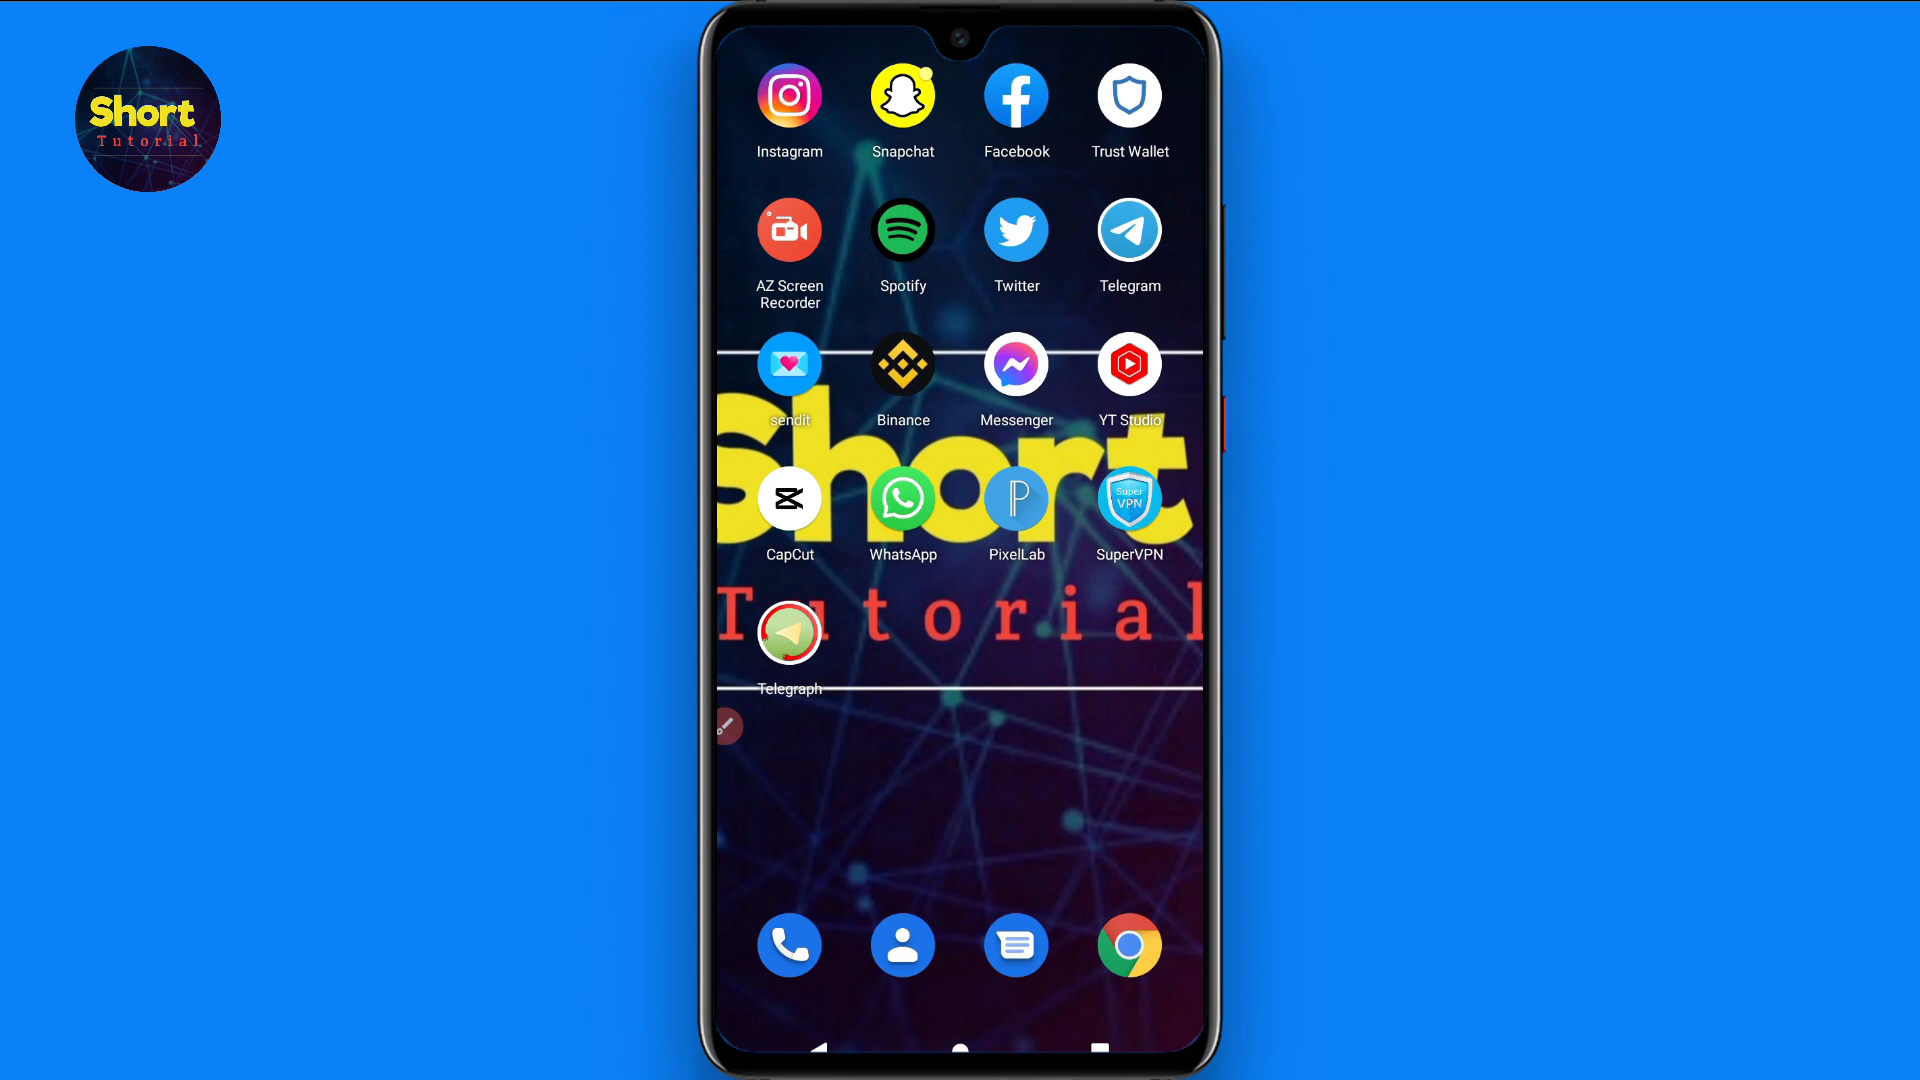 Short
Tutorial
Instagram
Snapchat
Facebook
Trust Wallet
AZ Screen
Recorder
Spotify
Twitter
Telegram
sendit
Binance
Messenger
YT Studio
Short
CapCut
WhatsApp
PixelLab
Super
VPN
SuperVPN
Tutorial
Telegraph